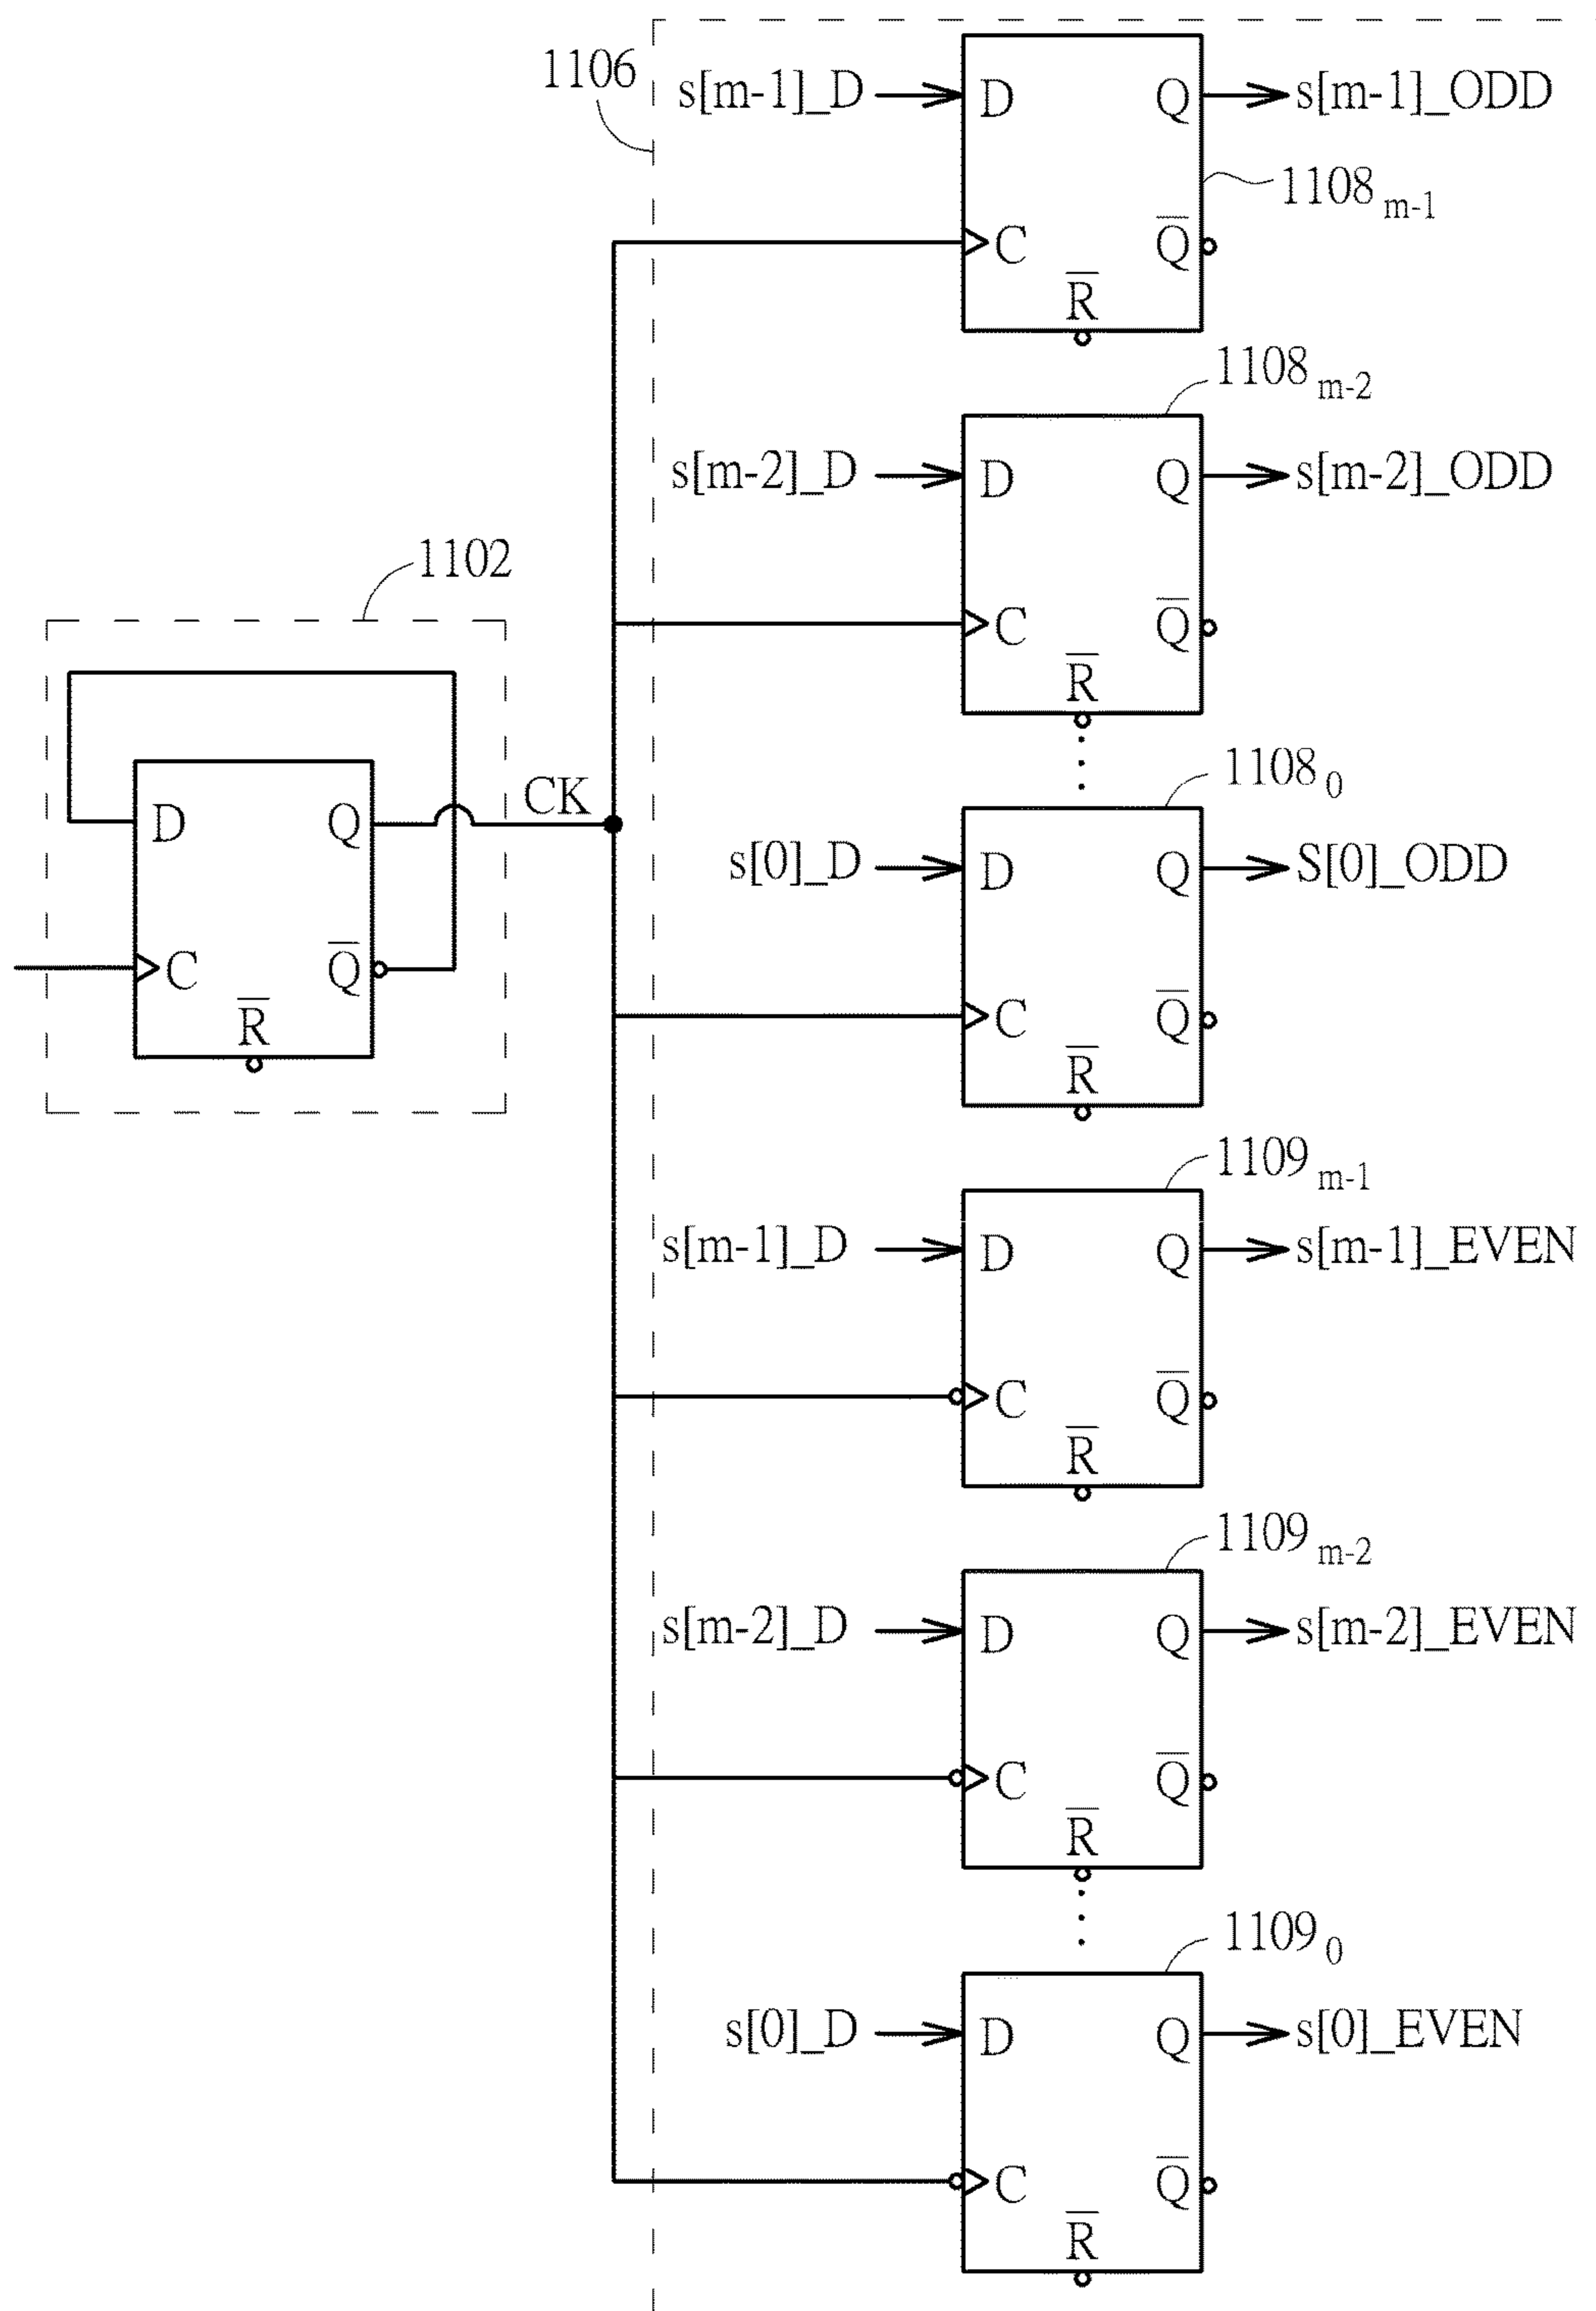 1106
s[m-1]_D
D
Q
s[m-1]_ODD
1108 m-1
C
Q
R
1108 m-2
s[m-2]_D
D
Q
s[m-2]_ODD
C
Q
R
1102
D
Q
CK
C
Q
R
1108 0
s[0]_D
D
Q
S[0]_ODD
C
Q
R
1109 m-1
s[m-1]_D
D
Q
s[m-1]_EVEN
C
Q
R
1109 m-2
s[m-2]_D
D
Q
s[m-2]_EVEN
C
Q
R
1109 0
s[0]_D
D
Q
s[0]_EVEN
C
Q
R